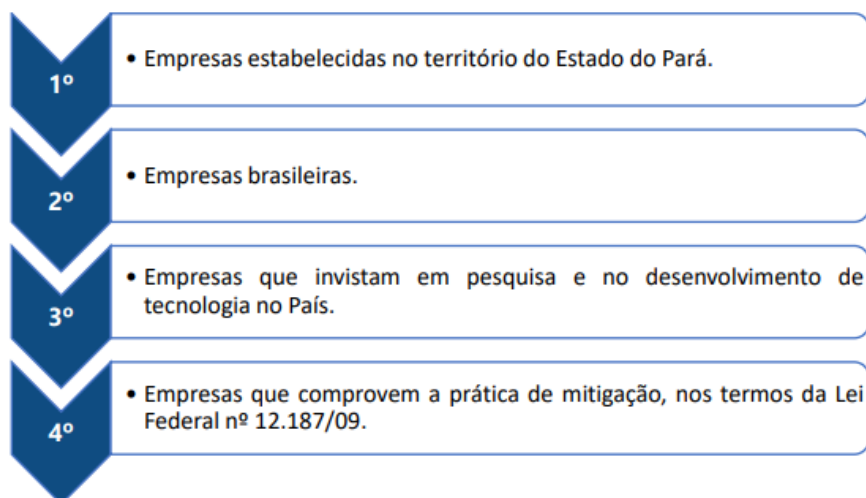 1º
• Empresas estabelecidas no território do Estado do Pará.
2º
• Empresas brasileiras.
3º
• Empresas que invistam em pesquisa e no desenvolvimento de
tecnologia no País.
4º
• Empresas que comprovem a prática de mitigação, nos termos da Lei
Federal nº 12.187/09.